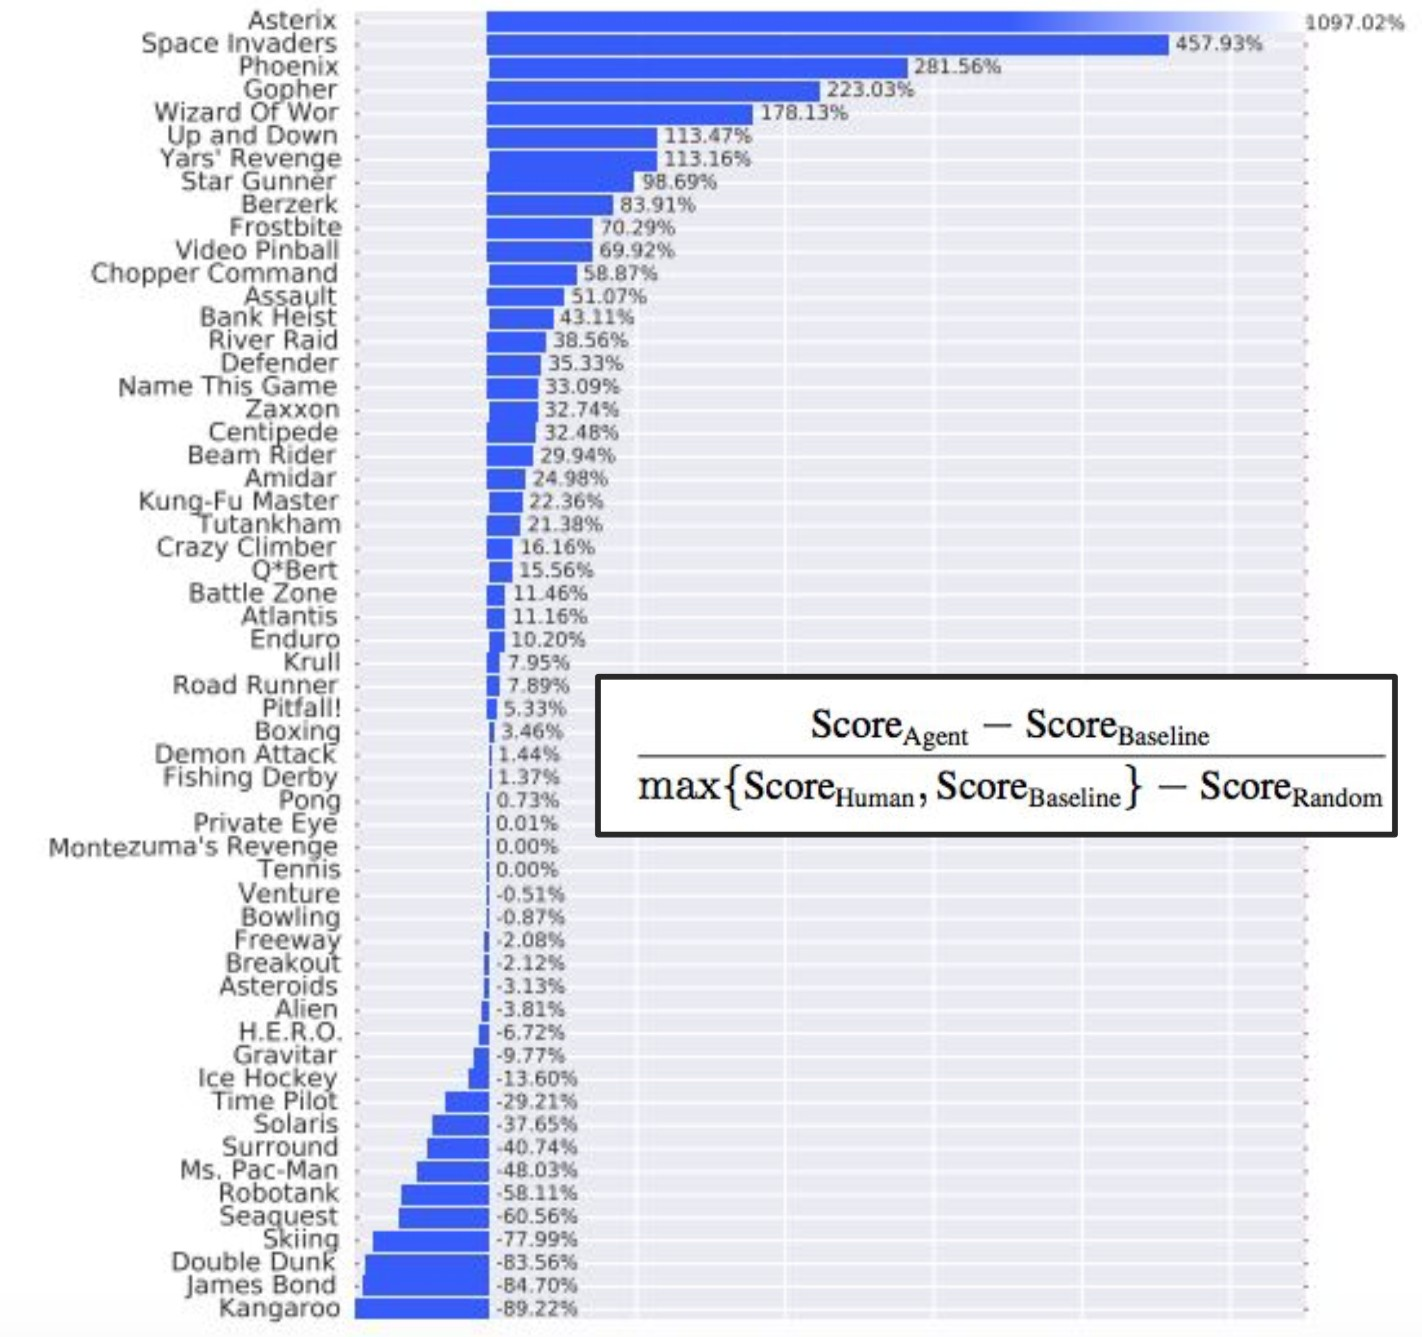 Asterix 1097.02%
Space Invaders 457.93%
Phoenix 281.56%
Gopher 223.03%
Wizard Of Wor 178.13%
Up and Down 113.47%
Yars' Revenge 113.16%
Star Gunner 98.69%
Berzerk 83.91%
Frostbite 70.29%
Video Pinball 69.92%
Chopper Command 58.87%
Assault 51.07%
Bank Heist 43.11%
River Raid 38.56%
Defender 35.33%
Name This Game 33.09%
Zaxxon 32.74%
Centipede 32.48%
Beam Rider 29.94%
Amidar 24.98%
Kung-Fu Master 22.36%
Tutankham 21.38%
Crazy Climber 16.16%
Q*Bert 15.56%
Battle Zone 11.46%
Atlantis 11.16%
Enduro 10.20%
Krull 7.95%
Road Runner 7.89%
Pitfall! 5.33%
Boxing 3.46%
Demon Attack 1.44%
Fishing Derby 1.37%
Pong 0.73%
Private Eye 0.01%
Montezuma's Revenge 0.00%
Tennis 0.00%
Venture -0.51%
Bowling -0.87%
Freeway -2.08%
Breakout -2.12%
Asteroids -3.13%
Alien -3.81%
H.E.R.O. -6.72%
Gravitar -9.77%
Ice Hockey -13.60%
Time Pilot -29.21%
Solaris -37.65%
Surround -40.74%
Ms. Pac-Man -48.03%
Robotank -58.11%
Seaquest -60.56%
Skiing -77.99%
Double Dunk -83.56%
James Bond -84.70%
Kangaroo -89.22%
Score_Agent − Score_Baseline
max{Score_Human, Score_Baseline} − Score_Random